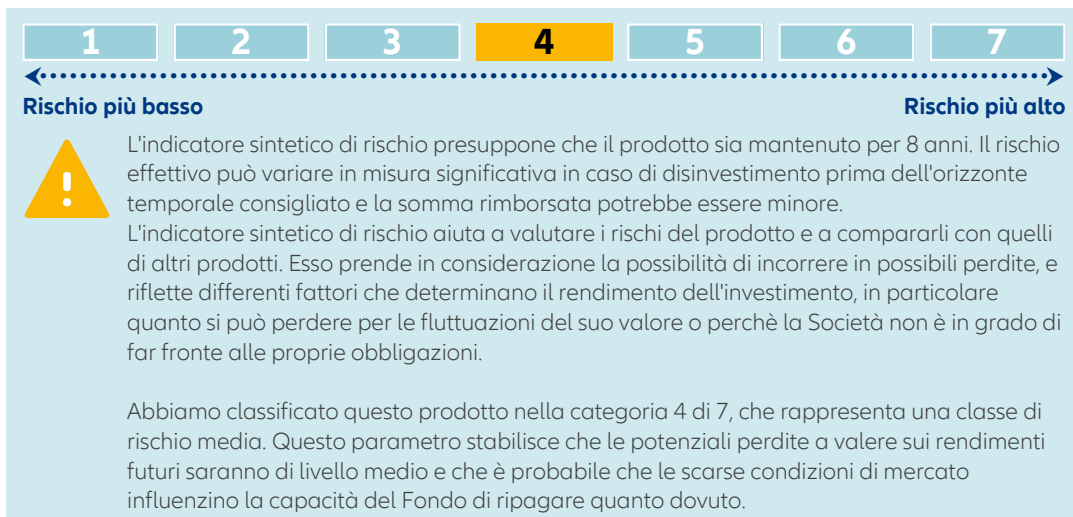 1 2 3 4 5 6 7
Rischio più basso Rischio più alto
L'indicatore sintetico di rischio presuppone che il prodotto sia mantenuto per 8 anni. Il rischio
effettivo può variare in misura significativa in caso di disinvestimento prima dell'orizzonte
temporale consigliato e la somma rimborsata potrebbe essere minore.
L'indicatore sintetico di rischio aiuta a valutare i rischi del prodotto e a compararli con quelli
di altri prodotti. Esso prende in considerazione la possibilità di incorrere in possibili perdite, e
riflette differenti fattori che determinano il rendimento dell'investimento, in particolare
quanto si può perdere per le fluttuazioni del suo valore o perchè la Società non è in grado di
far fronte alle proprie obbligazioni.
Abbiamo classificato questo prodotto nella categoria 4 di 7, che rappresenta una classe di
rischio media. Questo parametro stabilisce che le potenziali perdite a valere sui rendimenti
futuri saranno di livello medio e che è probabile che le scarse condizioni di mercato
influenzino la capacità del Fondo di ripagare quanto dovuto.